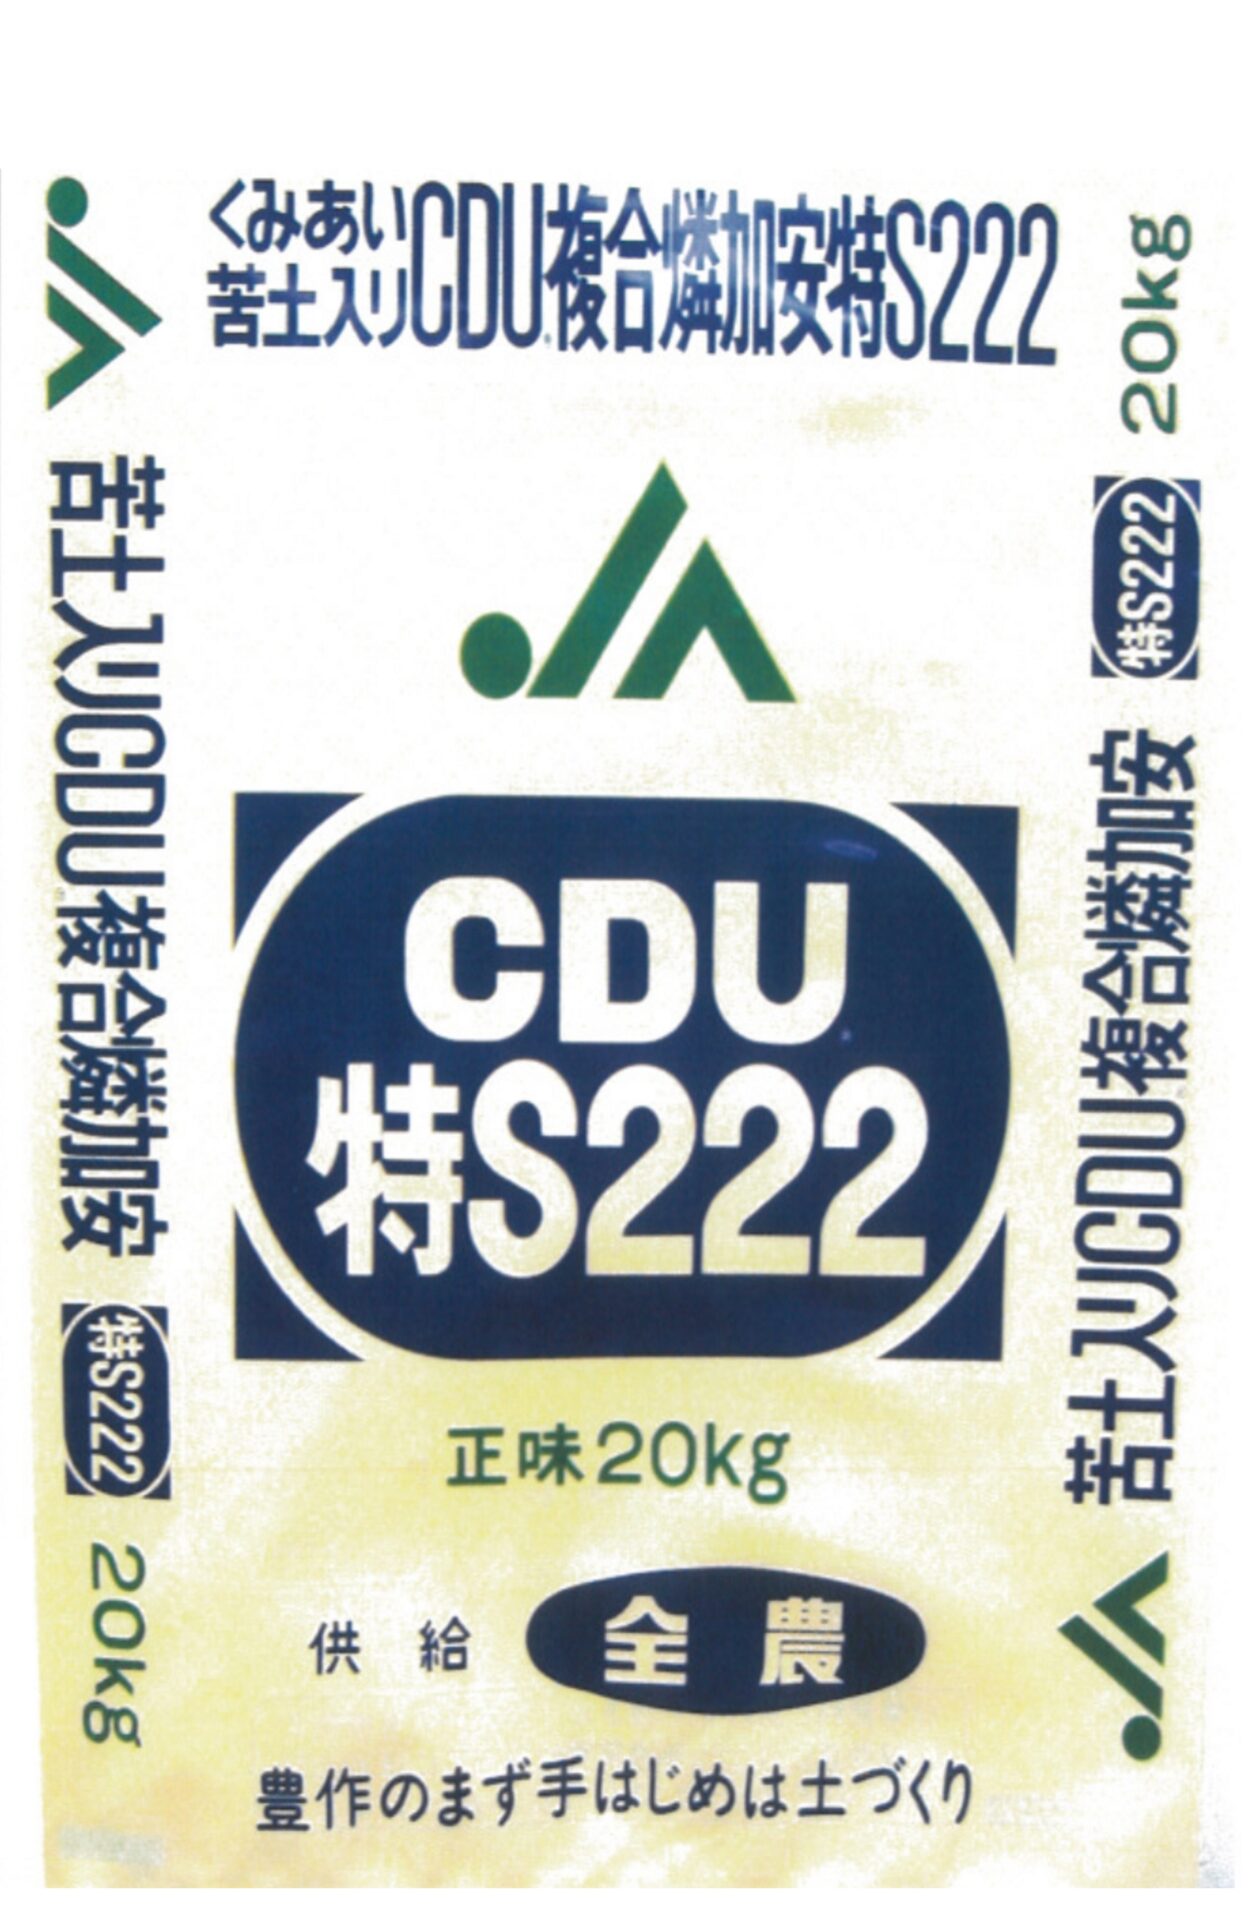 くみあい
苦土入りCDU複合燐加安特S222
CDU
特S222
正味20kg
供給 全農
豊作のまず手はじめは土づくり
苦土入りCDU複合燐加安
特S222
20kg
苦土入りCDU複合燐加安
特S222
20kg